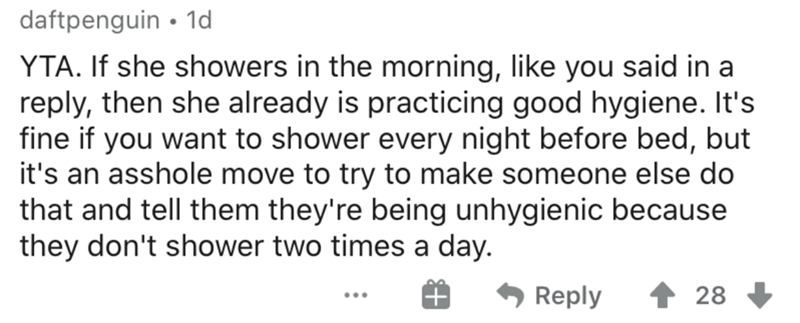 daftpenguin • 1d
YTA. If she showers in the morning, like you said in a
reply, then she already is practicing good hygiene. It's
fine if you want to shower every night before bed, but
it's an asshole move to try to make someone else do
that and tell them they're being unhygienic because
they don't shower two times a day.
... Reply 28